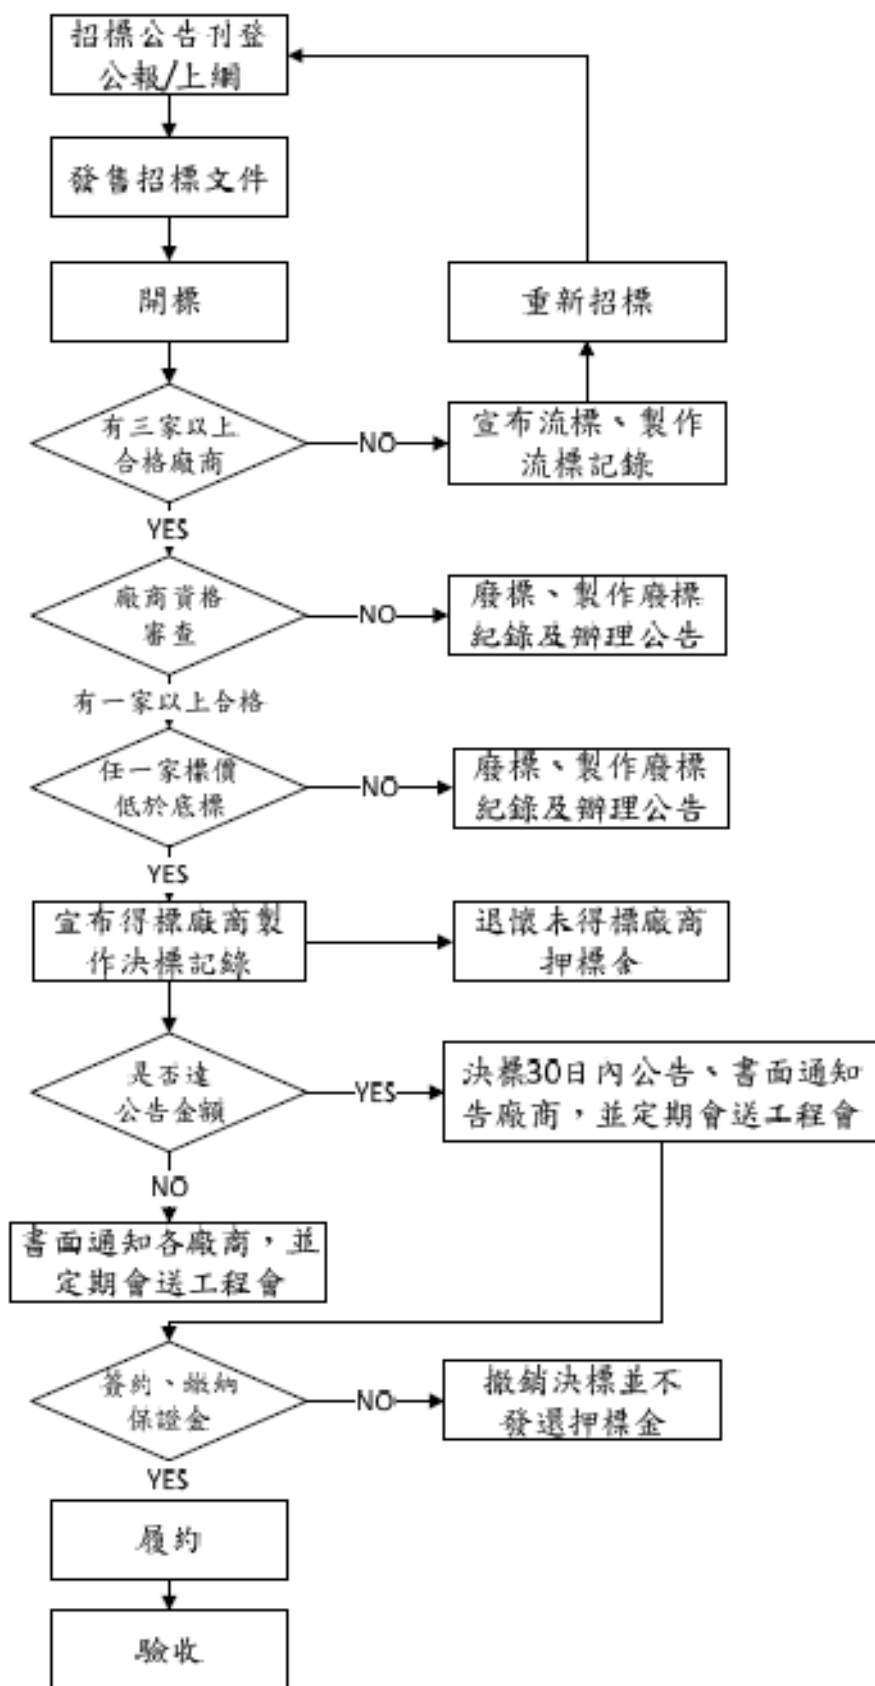 招標公告刊登
公報/上網
發售招標文件
開標
重新招標
有三家以上
合格廠商
NO
宣布流標、製作
流標記錄
YES
廠商資格
審查
NO
廢標、製作廢標
紀錄及辦理公告
有一家以上合格
任一家標價
低於底標
NO
廢標、製作廢標
紀錄及辦理公告
YES
宣布得標廠商製
作決標記錄
退懷未得標廠商
押標金
是否達
公告金額
YES
決標30日內公告、書面通知
告廠商，並定期會送工程會
NO
書面通知各廠商，並
定期會送工程會
簽約、繳納
保證金
NO
撤銷決標並不
發還押標金
YES
履約
驗收